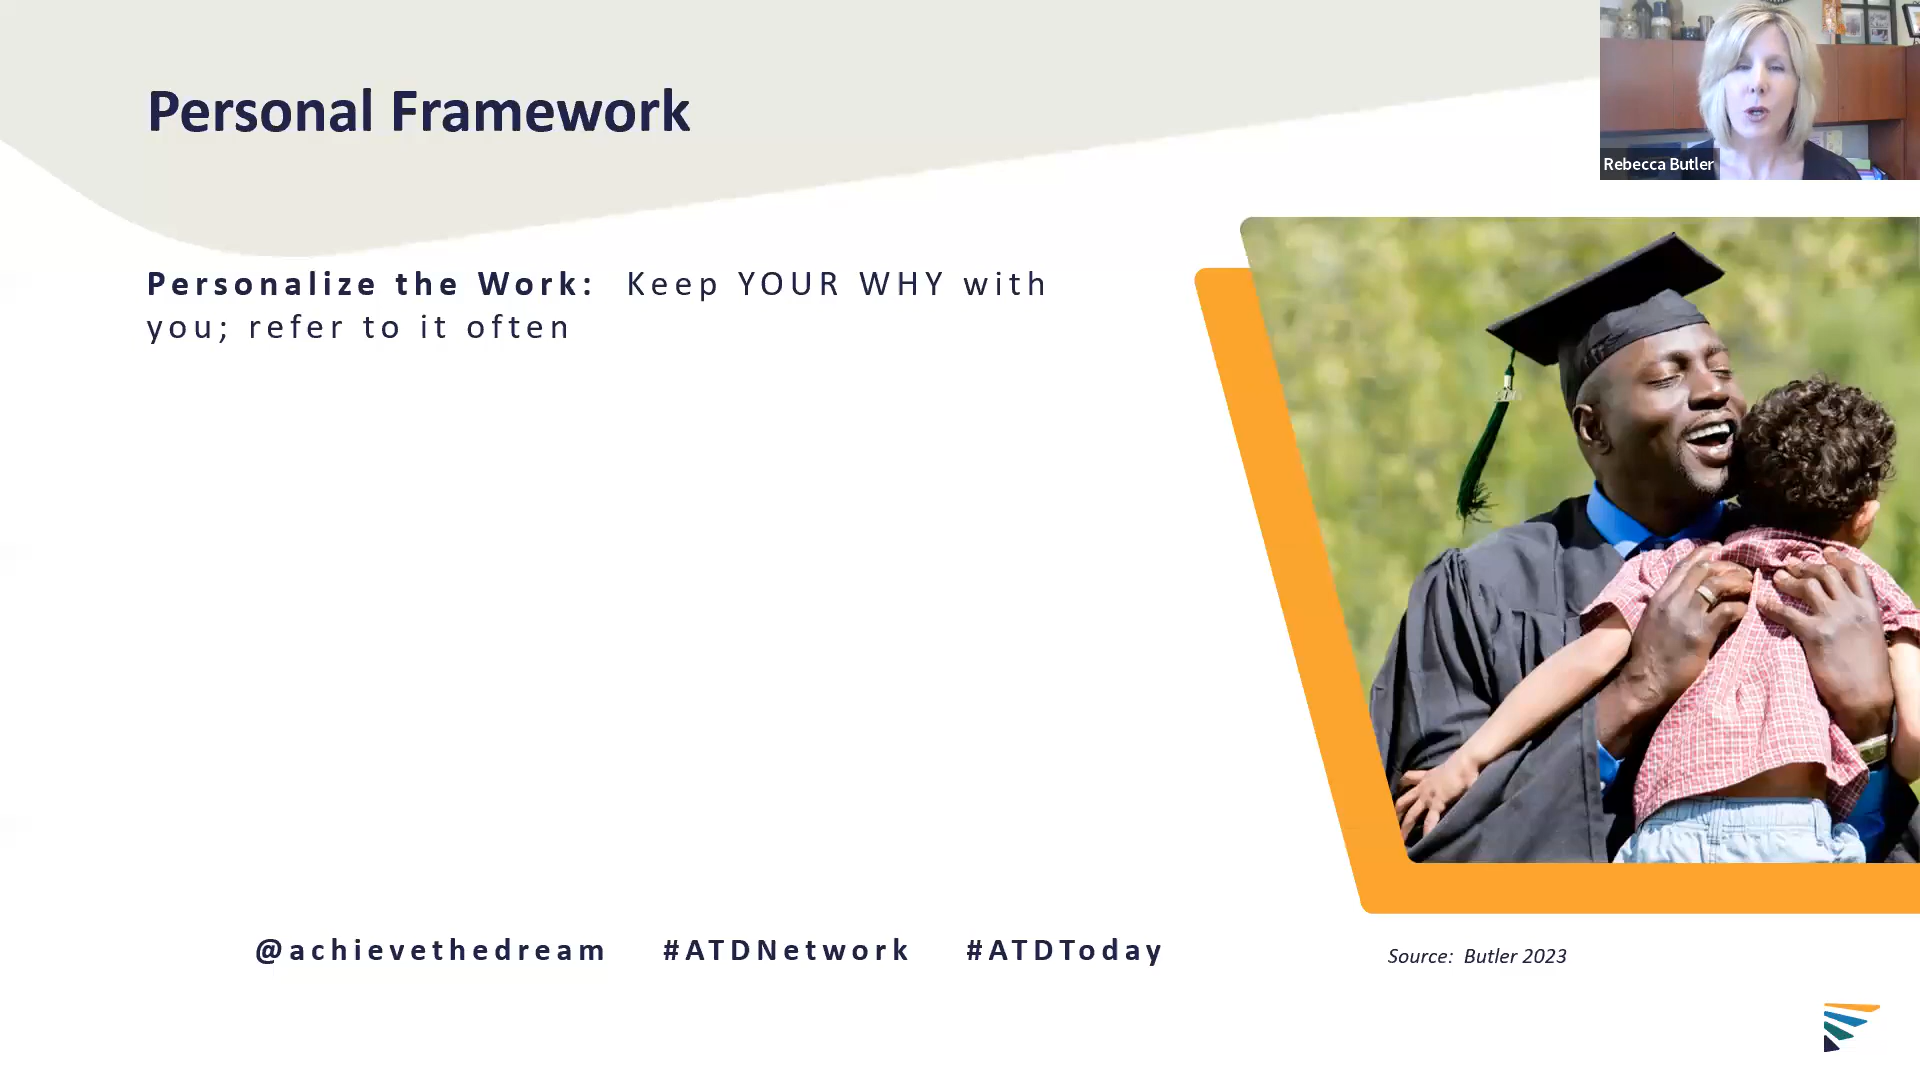 Personal Framework
Rebecca Butler
Personalize the Work: Keep YOUR WHY with
you; refer to it often
@achievethedream #ATDNetwork #ATDToday
Source: Butler 2023